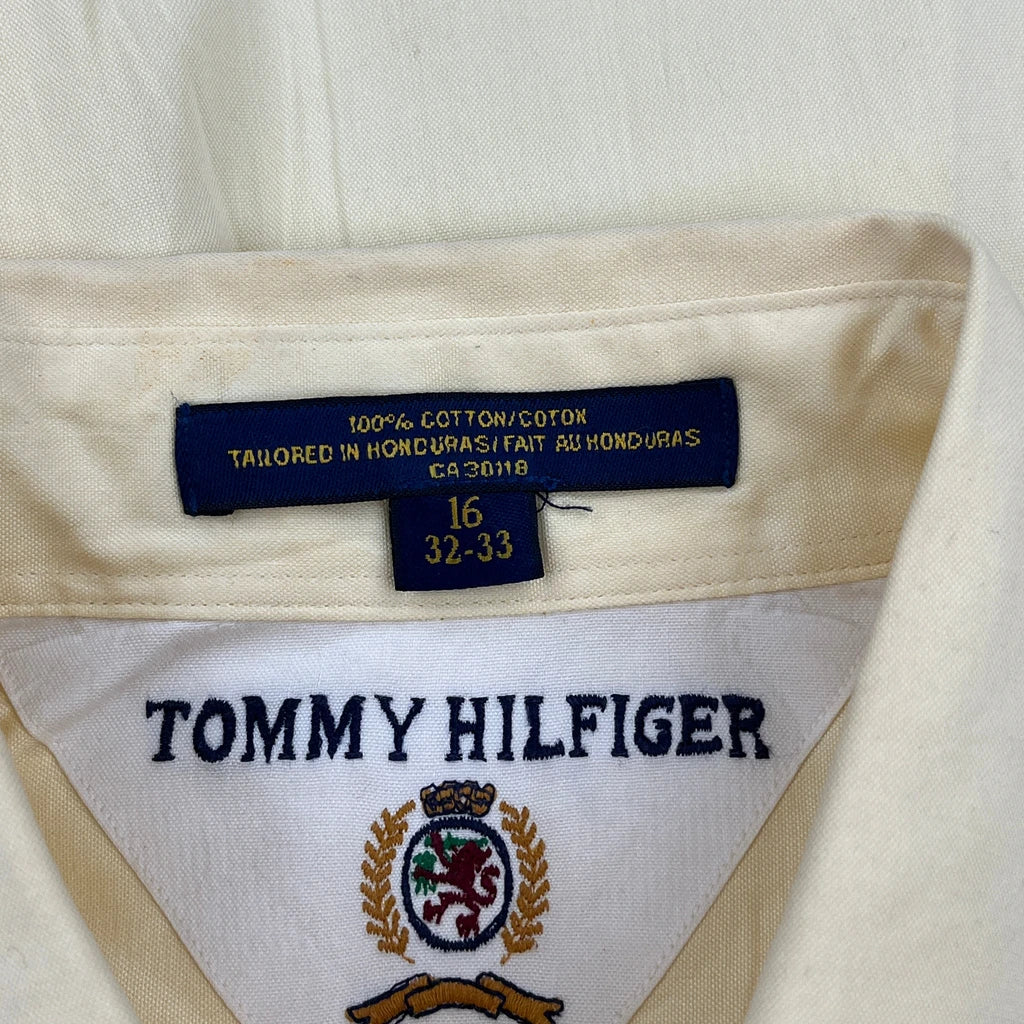 100% COTTON/COTON
TAILORED IN HONDURAS/FAIT AU HONDURAS
CA30118
16
32-33
TOMMY HILFIGER